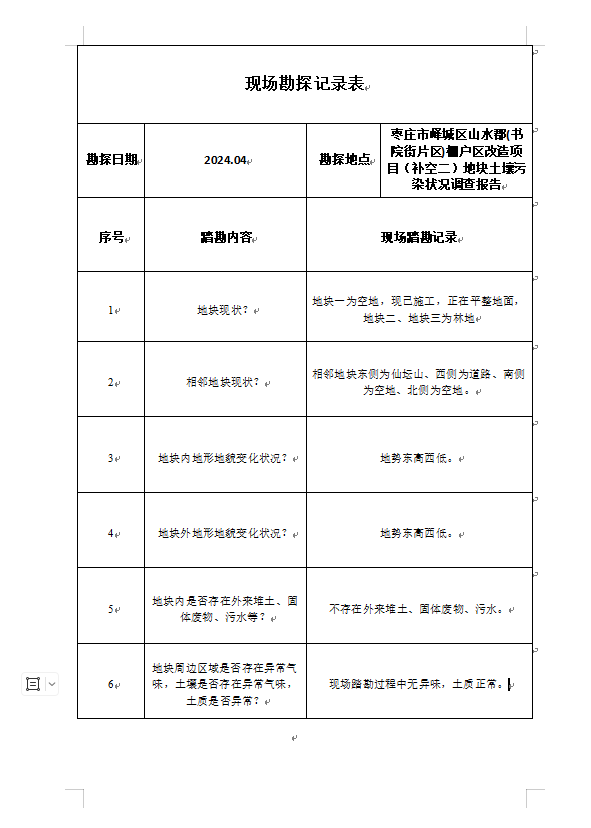 现场勘探记录表
勘探日期
2024.04
勘探地点
枣庄市峄城区山水郡(书
院街片区)棚户区改造项
目（补空二）地块土壤污
染状况调查报告
序号
踏勘内容
现场踏勘记录
1
地块现状？
地块一为空地，现已施工，正在平整地面，
地块二、地块三为林地
2
相邻地块现状？
相邻地块东侧为仙坛山、西侧为道路、南侧
为空地、北侧为空地。
3
地块内地形地貌变化状况？
地势东高西低。
4
地块外地形地貌变化状况？
地势东高西低。
5
地块内是否存在外来堆土、固
体废物、污水等？
不存在外来堆土、固体废物、污水。
6
地块周边区域是否存在异常气
味，土壤是否存在异常气味，
土质是否异常？
现场踏勘过程中无异味，土质正常。